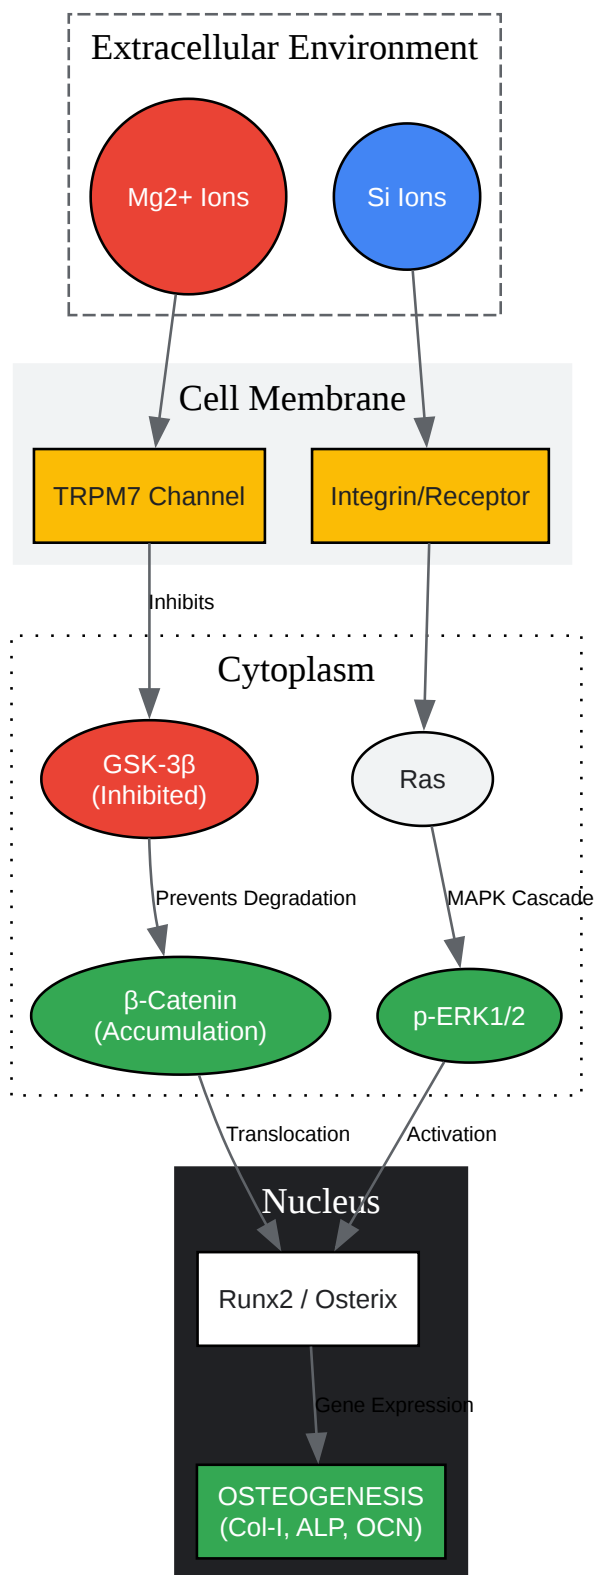 Extracellular Environment
Mg2+ Ions
Si Ions
Cell Membrane
TRPM7 Channel
Integrin/Receptor
Inhibits
Cytoplasm
GSK-3β
(Inhibited)
Ras
Prevents Degradation
MAPK Cascade
β-Catenin
(Accumulation)
p-ERK1/2
Translocation
Activation
Nucleus
Runx2 / Osterix
Gene Expression
OSTEOGENESIS
(Col-I, ALP, OCN)